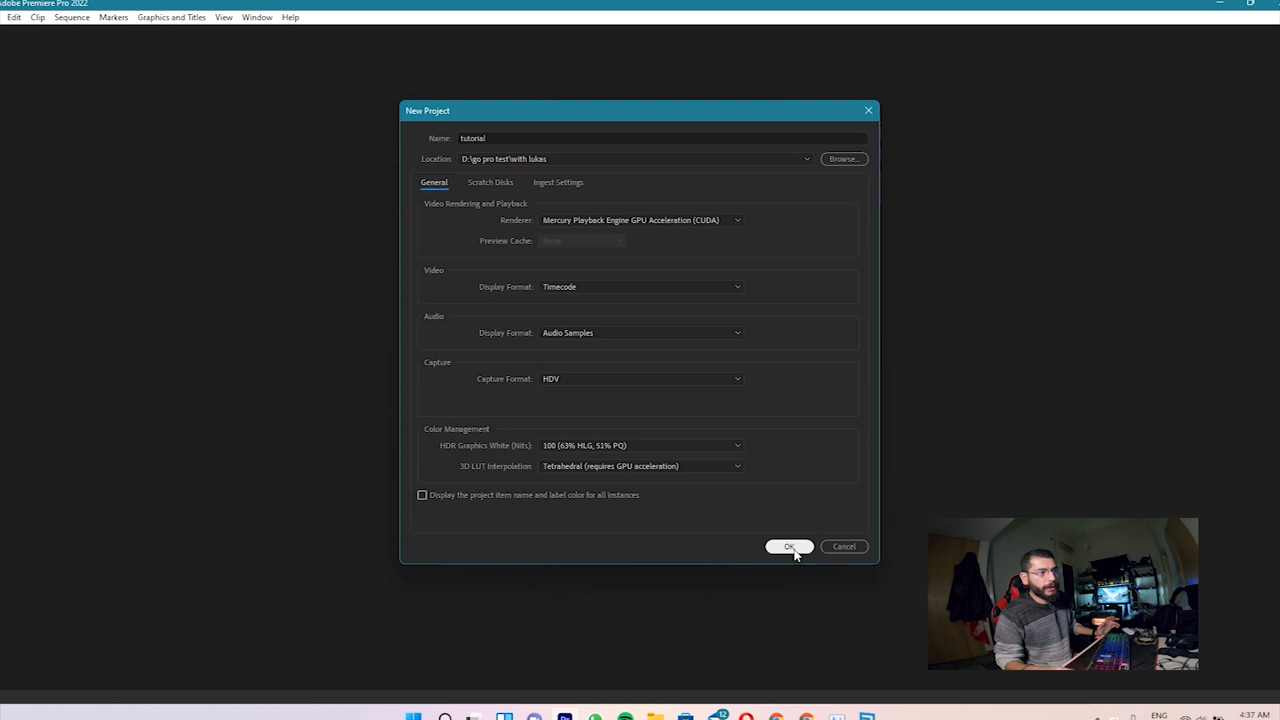 Adobe Premiere Pro 2022
Edit Clip Sequence Markers Graphics and Titles View Window Help
New Project
Name: tutorial
Location: D:\go pro test\with lukas Browse...
General Scratch Disks Ingest Settings
Video Rendering and Playback
Renderer: Mercury Playback Engine GPU Acceleration (CUDA)
Preview Cache: None
Video
Display Format: Timecode
Audio
Display Format: Audio Samples
Capture
Capture Format: HDV
Color Management
HDR Graphics White (Nits): 100 (63% HLG, 51% PQ)
3D LUT Interpolation: Tetrahedral (requires GPU acceleration)
Display the project item name and label color for all instances
OK Cancel
12
ENG
4:37 AM